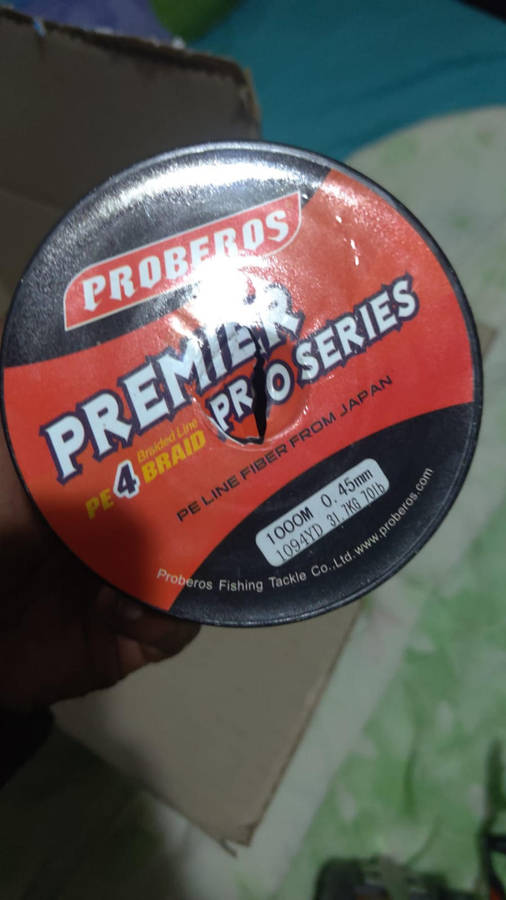 PROBEROS
PREMIER
PRO SERIES
Braided Line
PE 4 BRAID
PE LINE FIBER FROM JAPAN
1000M 0.45mm
1094YD 31.7KG 70lb
Proberos Fishing Tackle Co.,Ltd. www.proberos.com